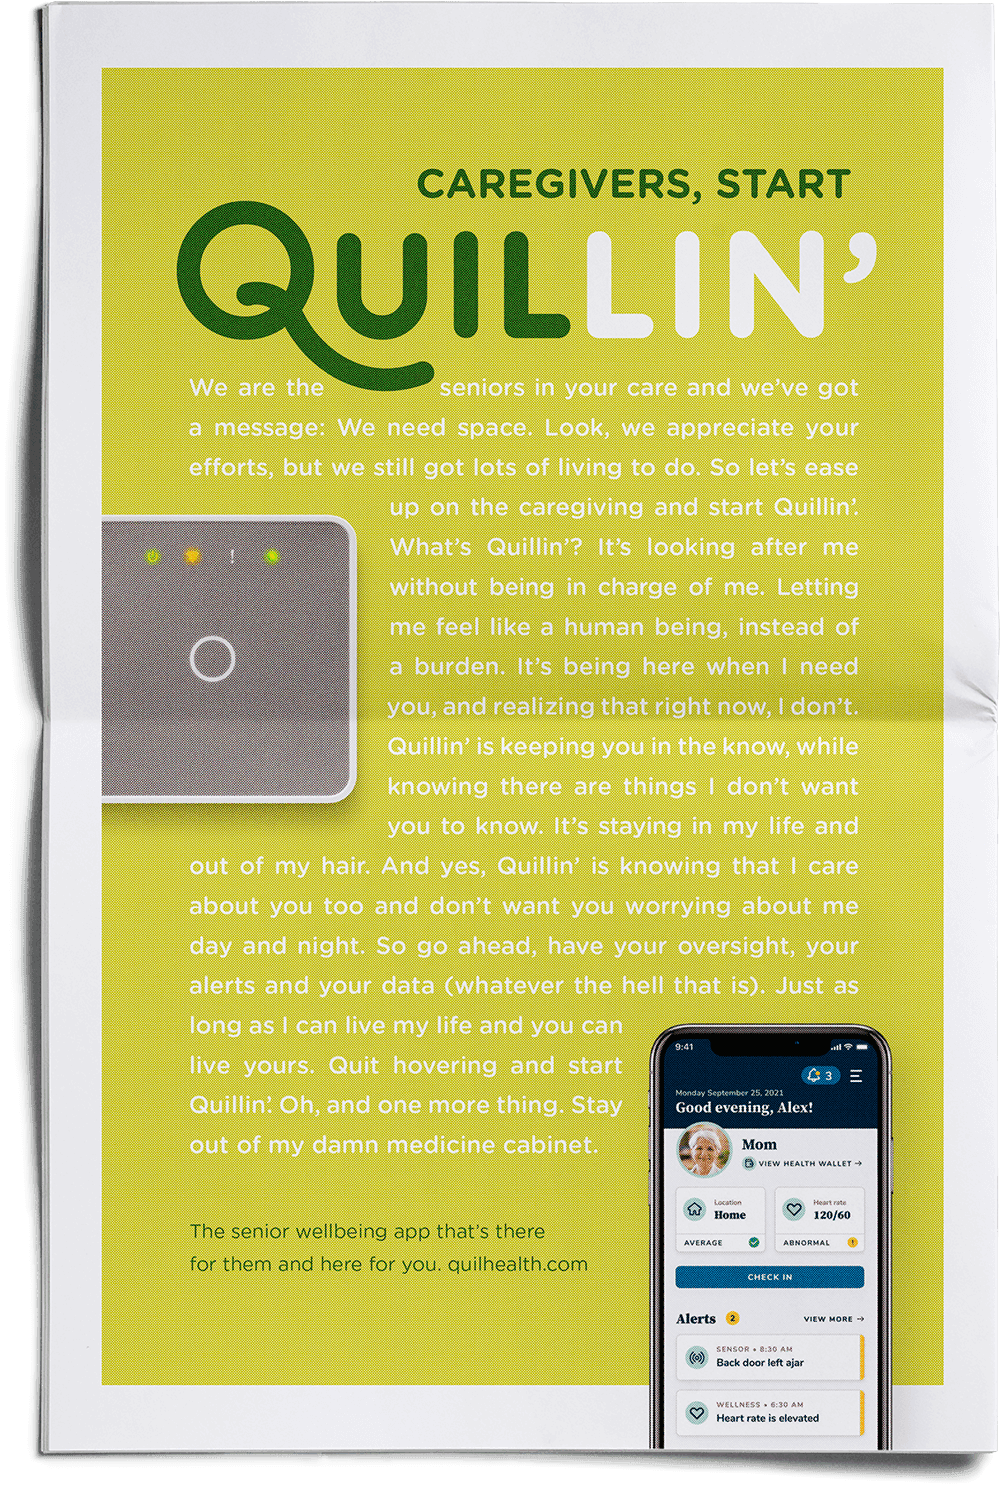 CAREGIVERS, START
QUILLIN’
We are the seniors in your care and we’ve got
a message: We need space. Look, we appreciate your
efforts, but we still got lots of living to do. So let’s ease
up on the caregiving and start Quillin’.
What’s Quillin’? It’s looking after me
without being in charge of me. Letting
me feel like a human being, instead of
a burden. It’s being here when I need
you, and realizing that right now, I don’t.
Quillin’ is keeping you in the know, while
knowing there are things I don’t want
you to know. It’s staying in my life and
out of my hair. And yes, Quillin’ is knowing that I care
about you too and don’t want you worrying about me
day and night. So go ahead, have your oversight, your
alerts and your data (whatever the hell that is). Just as
long as I can live my life and you can
live yours. Quit hovering and start
Quillin’. Oh, and one more thing. Stay
out of my damn medicine cabinet.
The senior wellbeing app that’s there
for them and here for you. quilhealth.com
9:41
3
Monday September 25, 2021
Good evening, Alex!
Mom
VIEW HEALTH WALLET →
Location
Home
AVERAGE
Heart rate
120/60
ABNORMAL
CHECK IN
Alerts 2 VIEW MORE →
SENSOR • 8:30 AM
Back door left ajar
WELLNESS • 6:30 AM
Heart rate is elevated